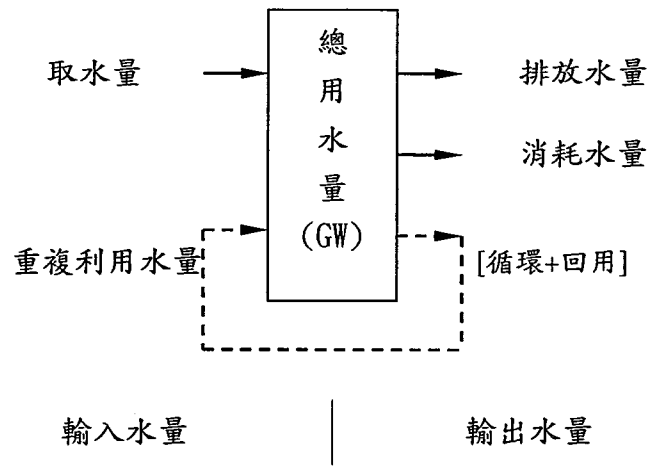 總用水量(GW)
取水量
排放水量
消耗水量
重複利用水量
[循環+回用]
輸入水量
輸出水量